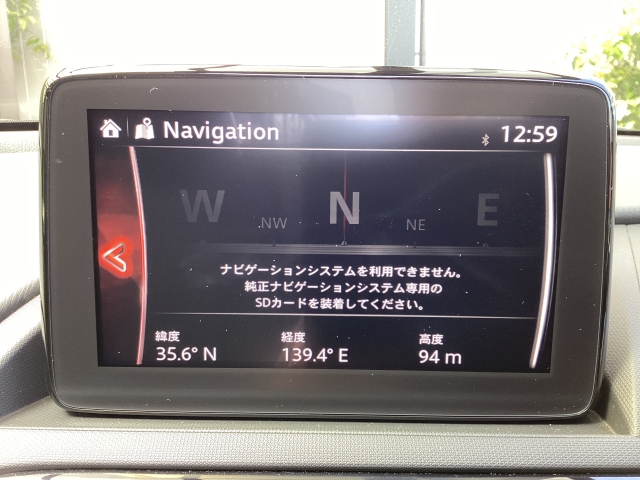 Navigation 12:59
W NW N NE E
ナビゲーションシステムを利用できません。
純正ナビゲーションシステム専用の
SDカードを装着してください。
緯度 経度 高度
35.6° N 139.4° E 94 m